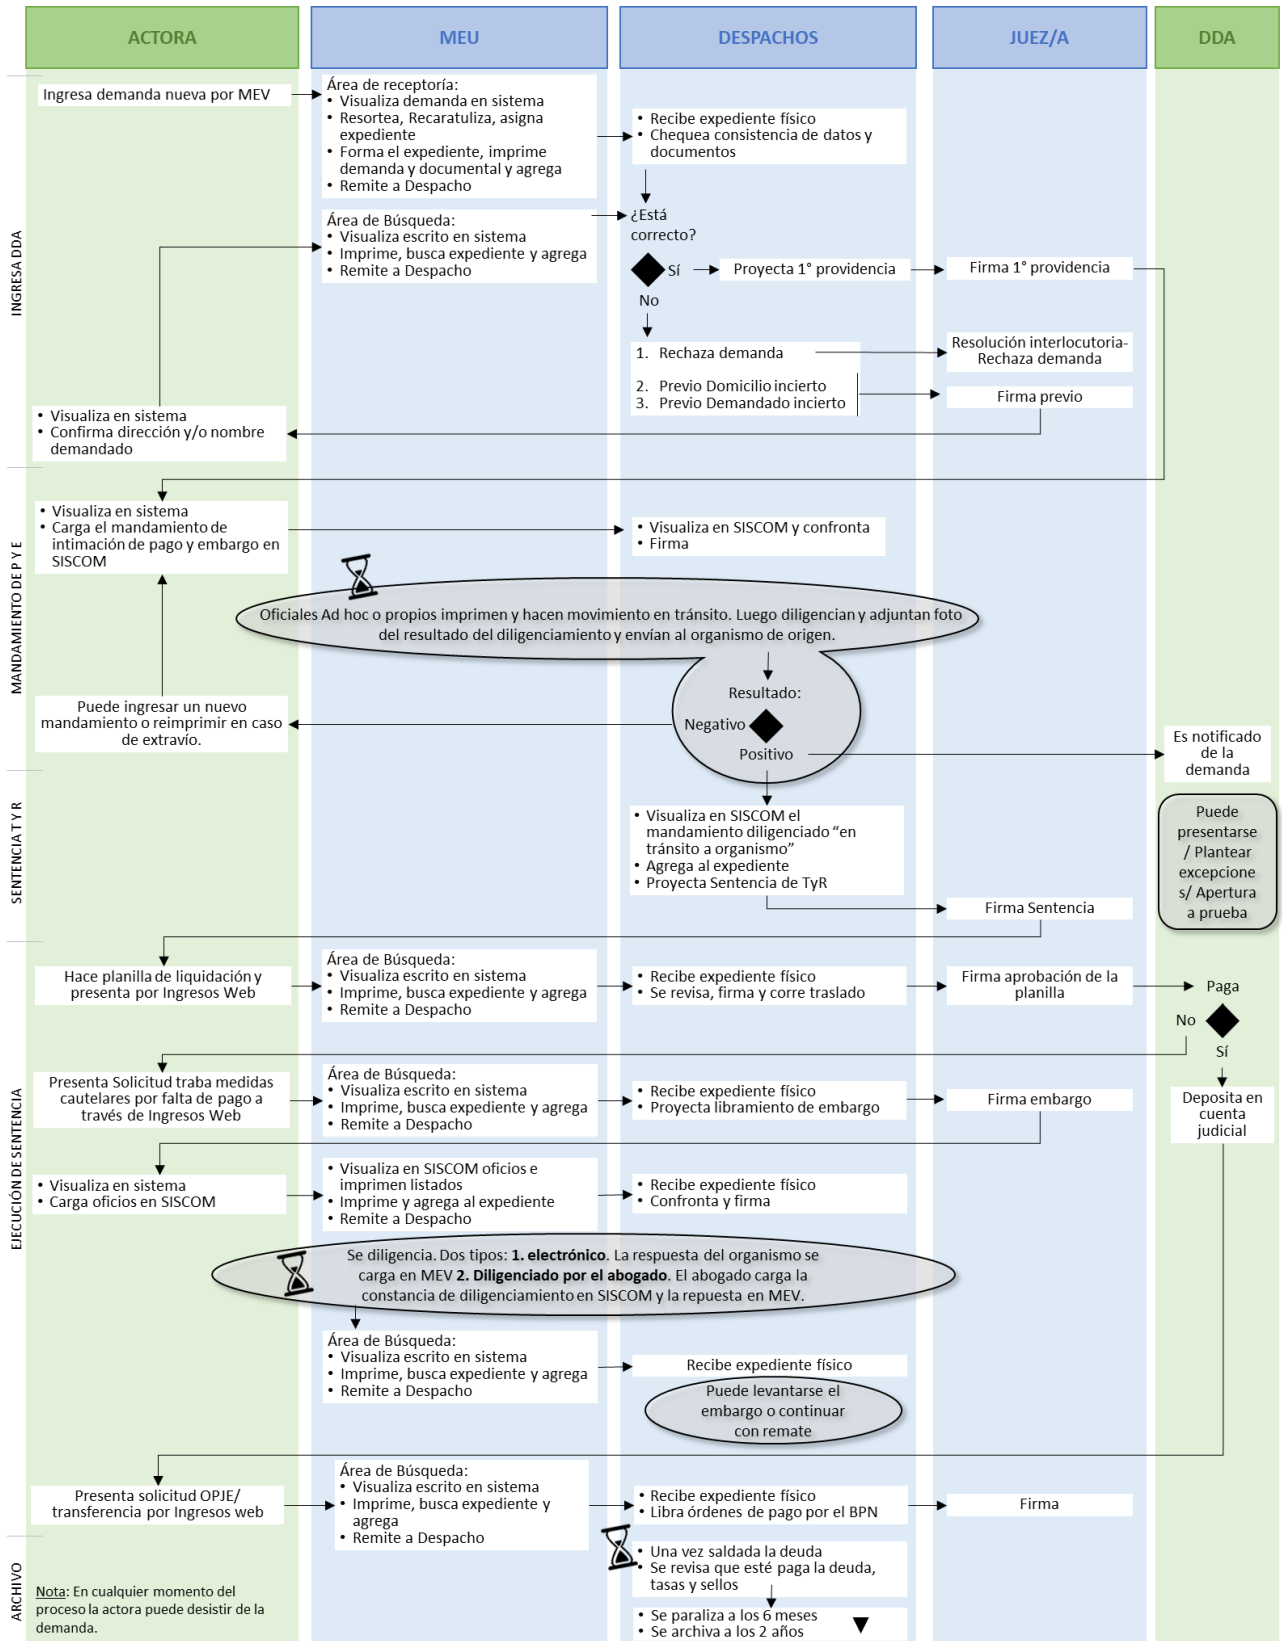 ACTORA
MEU
DESPACHOS
JUEZ/A
DDA
INGRESA DDA
Ingresa demanda nueva por MEV
Área de receptoría:
• Visualiza demanda en sistema
• Resortea, Recaratuliza, asigna
expediente
• Forma el expediente, imprime
demanda y documental y agrega
• Remite a Despacho
• Recibe expediente físico
• Chequea consistencia de datos y
documentos
Área de Búsqueda:
• Visualiza escrito en sistema
• Imprime, busca expediente y agrega
• Remite a Despacho
¿Está
correcto?
Sí
Proyecta 1° providencia
Firma 1° providencia
No
1. Rechaza demanda
2. Previo Domicilio incierto
3. Previo Demandado incierto
Resolución interlocutoria-
Rechaza demanda
Firma previo
• Visualiza en sistema
• Confirma dirección y/o nombre
demandado
MANDAMIENTO DE P Y E
• Visualiza en sistema
• Carga el mandamiento de
intimación de pago y embargo en
SISCOM
• Visualiza en SISCOM y confronta
• Firma
Oficiales Ad hoc o propios imprimen y hacen movimiento en tránsito. Luego diligencian y adjuntan foto
del resultado del diligenciamiento y envían al organismo de origen.
Resultado:
Negativo
Positivo
Puede ingresar un nuevo
mandamiento o reimprimir en caso
de extravío.
Es notificado
de la
demanda
SENTENCIA T Y R
• Visualiza en SISCOM el
mandamiento diligenciado “en
tránsito a organismo”
• Agrega al expediente
• Proyecta Sentencia de TyR
Puede
presentarse
/ Plantear
excepcione
s/ Apertura
a prueba
Firma Sentencia
EJECUCIÓN DE SENTENCIA
Hace planilla de liquidación y
presenta por Ingresos Web
Área de Búsqueda:
• Visualiza escrito en sistema
• Imprime, busca expediente y agrega
• Remite a Despacho
• Recibe expediente físico
• Se revisa, firma y corre traslado
Firma aprobación de la
planilla
Paga
No
Sí
Presenta Solicitud traba medidas
cautelares por falta de pago a
través de Ingresos Web
Área de Búsqueda:
• Visualiza escrito en sistema
• Imprime, busca expediente y agrega
• Remite a Despacho
• Recibe expediente físico
• Proyecta libramiento de embargo
Firma embargo
Deposita en
cuenta
judicial
• Visualiza en sistema
• Carga oficios en SISCOM
• Visualiza en SISCOM oficios e
imprimen listados
• Imprime y agrega al expediente
• Remite a Despacho
• Recibe expediente físico
• Confronta y firma
Se diligencia. Dos tipos: 1. electrónico. La respuesta del organismo se
carga en MEV 2. Diligenciado por el abogado. El abogado carga la
constancia de diligenciamiento en SISCOM y la repuesta en MEV.
Área de Búsqueda:
• Visualiza escrito en sistema
• Imprime, busca expediente y agrega
• Remite a Despacho
Recibe expediente físico
Puede levantarse el
embargo o continuar
con remate
Presenta solicitud OPJE/
transferencia por Ingresos web
Área de Búsqueda:
• Visualiza escrito en sistema
• Imprime, busca expediente y
agrega
• Remite a Despacho
• Recibe expediente físico
• Libra órdenes de pago por el BPN
Firma
ARCHIVO
• Una vez saldada la deuda
• Se revisa que esté paga la deuda,
tasas y sellos
• Se paraliza a los 6 meses
• Se archiva a los 2 años
Nota: En cualquier momento del
proceso la actora puede desistir de la
demanda.